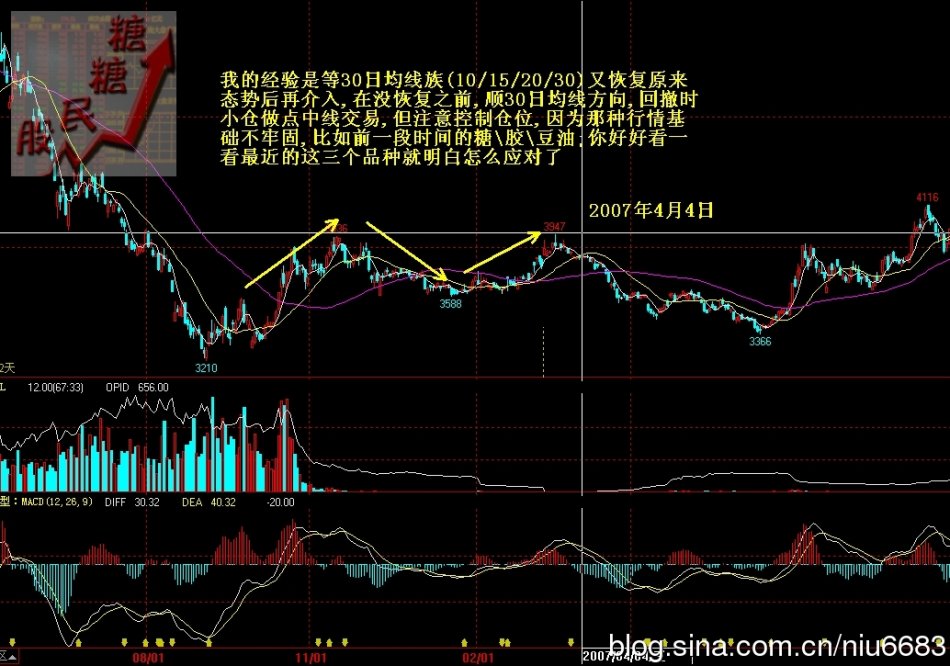 糖
糖
民
股
我的经验是等30日均线族(10/15/20/30)又恢复原来
态势后再介入,在没恢复之前,顺30日均线方向,回撤时
小仓做点中线交易,但注意控制仓位,因为那种行情基
础不牢固,比如前一段时间的糖\胶\豆油,你好好看一
看最近的这三个品种就明白怎么应对了
4116
2007年4月4日
3947
3588
3366
3210
2天
L 12.00(67:33) OPID 656.00
型:MACD(12,26,9) DIFF 30.32 DEA 40.32 -20.00
08/01 11/01 02/01 2007/04/04
blog.sina.com.cn/niu6683